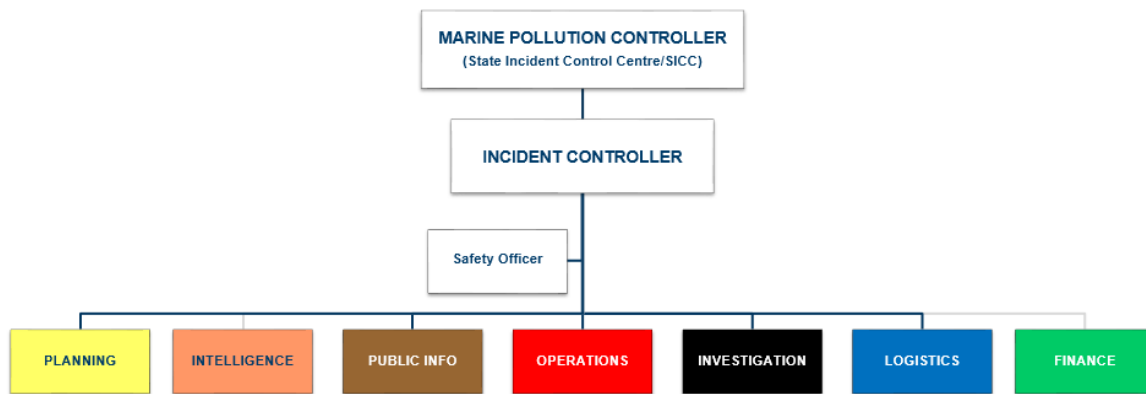 MARINE POLLUTION CONTROLLER
(State Incident Control Centre/SICC)
INCIDENT CONTROLLER
Safety Officer
PLANNING
INTELLIGENCE
PUBLIC INFO
OPERATIONS
INVESTIGATION
LOGISTICS
FINANCE